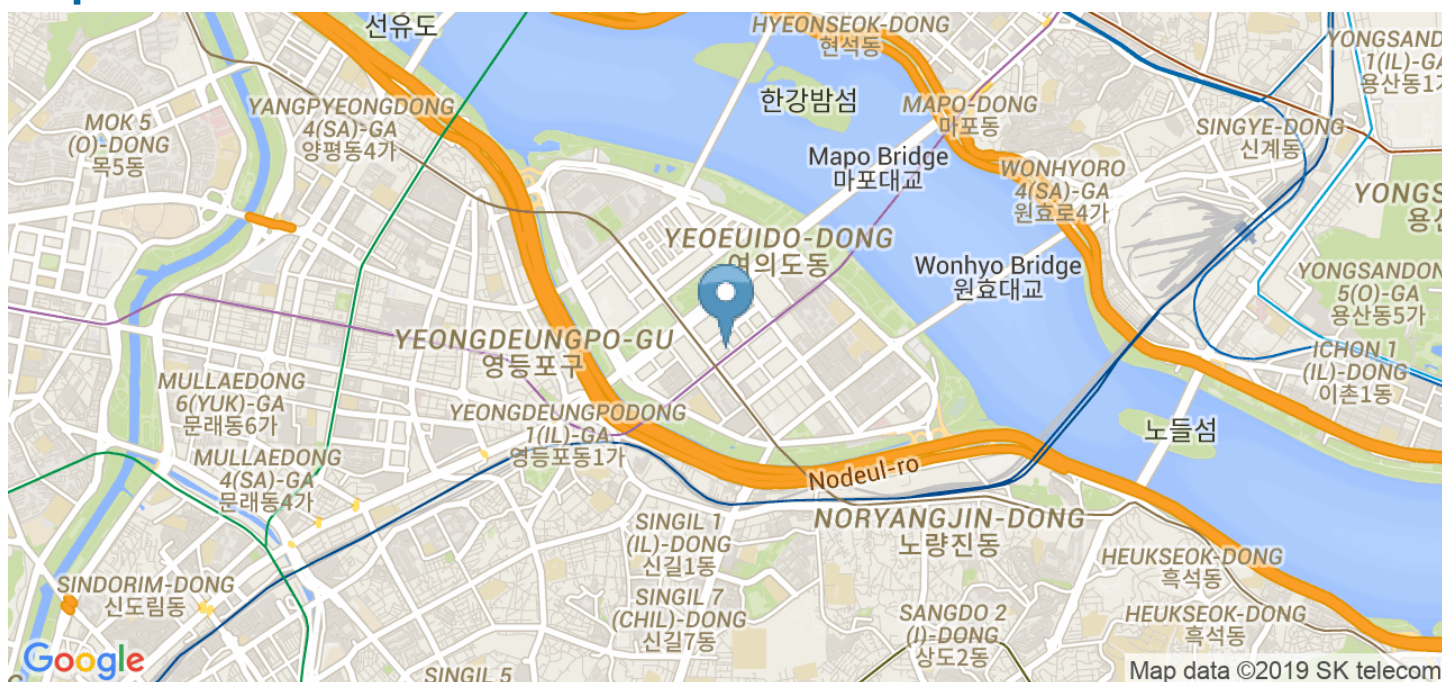 선유도
HYEONSEOK-DONG
현석동
YONGSAND
1(IL)-GA
용산동1가
한강밤섬
YANGPYEONGDONG
4(SA)-GA
양평동4가
MAPO-DONG
마포동
MOK 5
(O)-DONG
목5동
SINGYE-DONG
신계동
Mapo Bridge
마포대교
WONHYORO
4(SA)-GA
원효로4가
YONGS
용산
YEOEUIDO-DONG
여의도동
Wonhyo Bridge
원효대교
YONGSANDON
5(O)-GA
용산동5가
YEONGDEUNGPO-GU
영등포구
ICHON 1
(IL)-DONG
이촌1동
MULLAEDONG
6(YUK)-GA
문래동6가
YEONGDEUNGPODONG
1(IL)-GA
영등포동1가
노들섬
MULLAEDONG
4(SA)-GA
문래동4가
Nodeul-ro
NORYANGJIN-DONG
노량진동
SINGIL 1
(IL)-DONG
신길1동
HEUKSEOK-DONG
흑석동
SINDORIM-DONG
신도림동
SINGIL 7
(CHIL)-DONG
신길7동
SANGDO 2
(I)-DONG
상도2동
HEUKSEOK-DONG
흑석동
Google
SINGIL 5
Map data ©2019 SK telecom